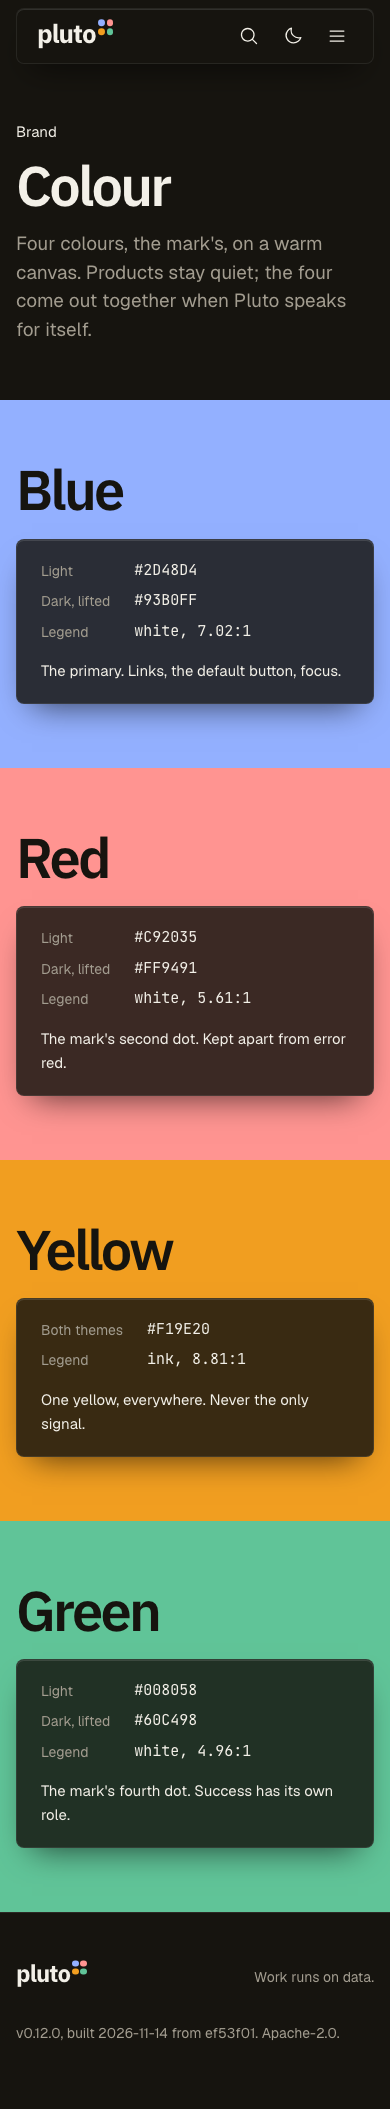 pluto
Brand
Colour
Four colours, the mark's, on a warm
canvas. Products stay quiet; the four
come out together when Pluto speaks
for itself.
Blue
Light #2D48D4
Dark, lifted #93B0FF
Legend white, 7.02:1
The primary. Links, the default button, focus.
Red
Light #C92035
Dark, lifted #FF9491
Legend white, 5.61:1
The mark's second dot. Kept apart from error
red.
Yellow
Both themes #F19E20
Legend ink, 8.81:1
One yellow, everywhere. Never the only
signal.
Green
Light #008058
Dark, lifted #60C498
Legend white, 4.96:1
The mark's fourth dot. Success has its own
role.
pluto
Work runs on data.
v0.12.0, built 2026-11-14 from ef53f01. Apache-2.0.